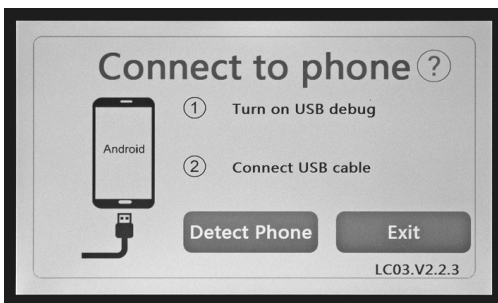 Connect to phone ?
1 Turn on USB debug
Android
2 Connect USB cable
Detect Phone
Exit
LC03.V2.2.3